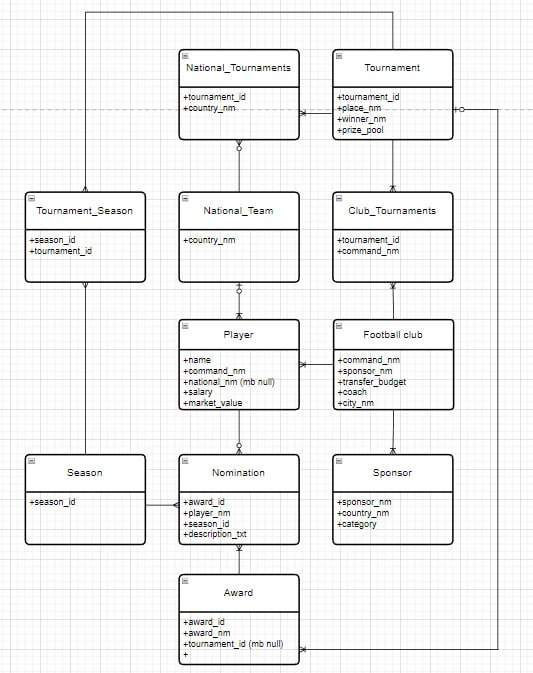 National_Tournaments
+tournament_id
+country_nm
Tournament
+tournament_id
+place_nm
+winner_nm
+prize_pool
Tournament_Season
+season_id
+tournament_id
National_Team
+country_nm
Club_Tournaments
+tournament_id
+command_nm
Player
+name
+command_nm
+national_nm (mb null)
+salary
+market_value
Football club
+command_nm
+sponsor_nm
+transfer_budget
+coach
+city_nm
Season
+season_id
Nomination
+award_id
+player_nm
+season_id
+description_txt
Sponsor
+sponsor_nm
+country_nm
+category
Award
+award_id
+award_nm
+tournament_id (mb null)
+